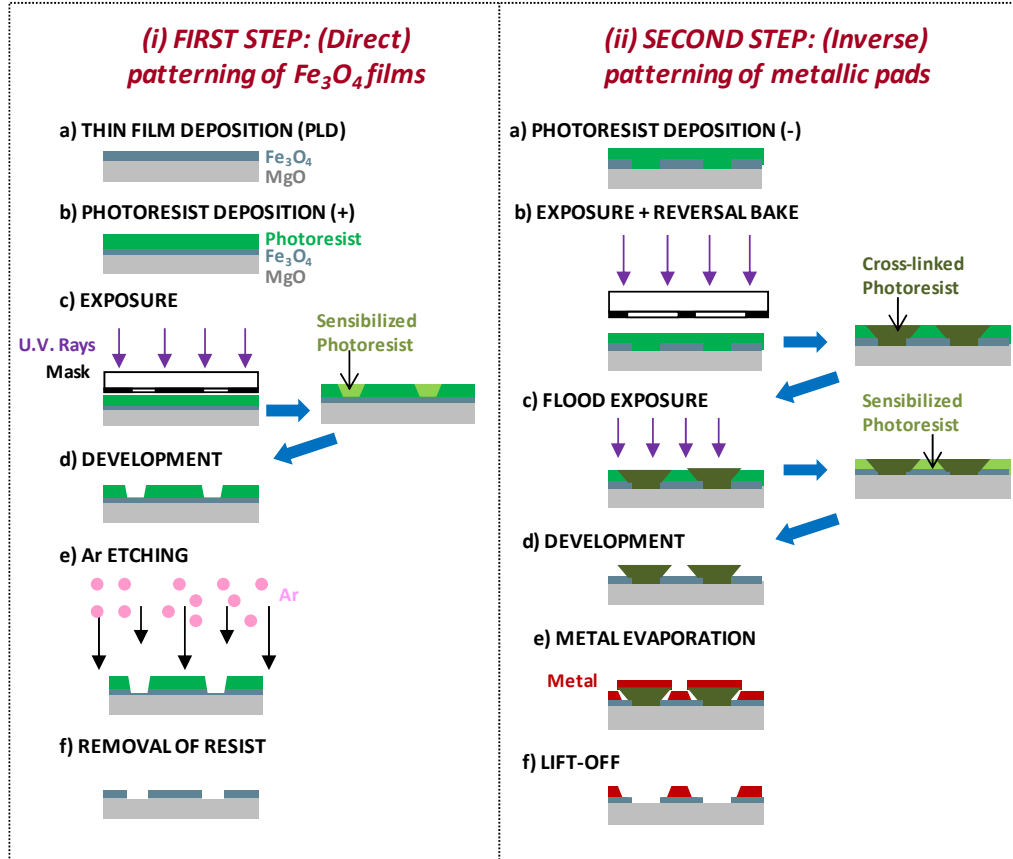 (i) FIRST STEP: (Direct)
patterning of Fe₃O₄ films
a) THIN FILM DEPOSITION (PLD)
Fe₃O₄
MgO
b) PHOTORESIST DEPOSITION (+)
Photoresist
Fe₃O₄
MgO
c) EXPOSURE
U.V. Rays
Mask
Sensibilized
Photoresist
d) DEVELOPMENT
e) Ar ETCHING
Ar
f) REMOVAL OF RESIST
(ii) SECOND STEP: (Inverse)
patterning of metallic pads
a) PHOTORESIST DEPOSITION (-)
b) EXPOSURE + REVERSAL BAKE
Cross-linked
Photoresist
c) FLOOD EXPOSURE
Sensibilized
Photoresist
d) DEVELOPMENT
e) METAL EVAPORATION
Metal
f) LIFT-OFF